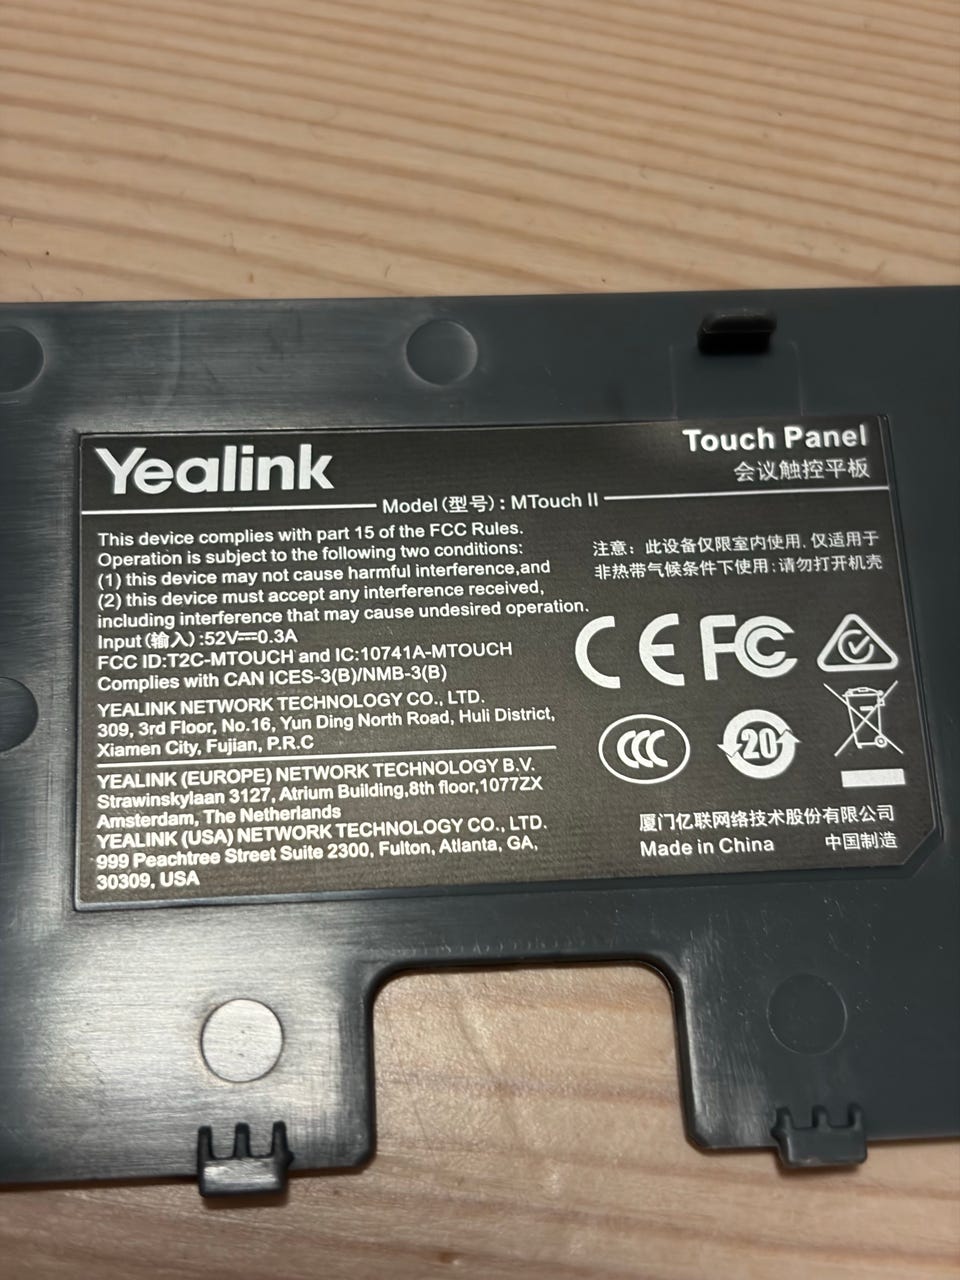 Yealink
Touch Panel
会议触控平板
Model(型号): MTouch II
This device complies with part 15 of the FCC Rules.
Operation is subject to the following two conditions:
(1) this device may not cause harmful interference,and
(2) this device must accept any interference received,
including interference that may cause undesired operation.
Input(输入):52V⎓0.3A
FCC ID:T2C-MTOUCH and IC:10741A-MTOUCH
Complies with CAN ICES-3(B)/NMB-3(B)
YEALINK NETWORK TECHNOLOGY CO., LTD.
309, 3rd Floor, No.16, Yun Ding North Road, Huli District,
Xiamen City, Fujian, P.R.C
YEALINK (EUROPE) NETWORK TECHNOLOGY B.V.
Strawinskylaan 3127, Atrium Building,8th floor,1077ZX
Amsterdam, The Netherlands
YEALINK (USA) NETWORK TECHNOLOGY CO., LTD.
999 Peachtree Street Suite 2300, Fulton, Atlanta, GA,
30309, USA
注意: 此设备仅限室内使用, 仅适用于
非热带气候条件下使用; 请勿打开机壳
CE FC
CCC 20
厦门亿联网络技术股份有限公司
Made in China 中国制造